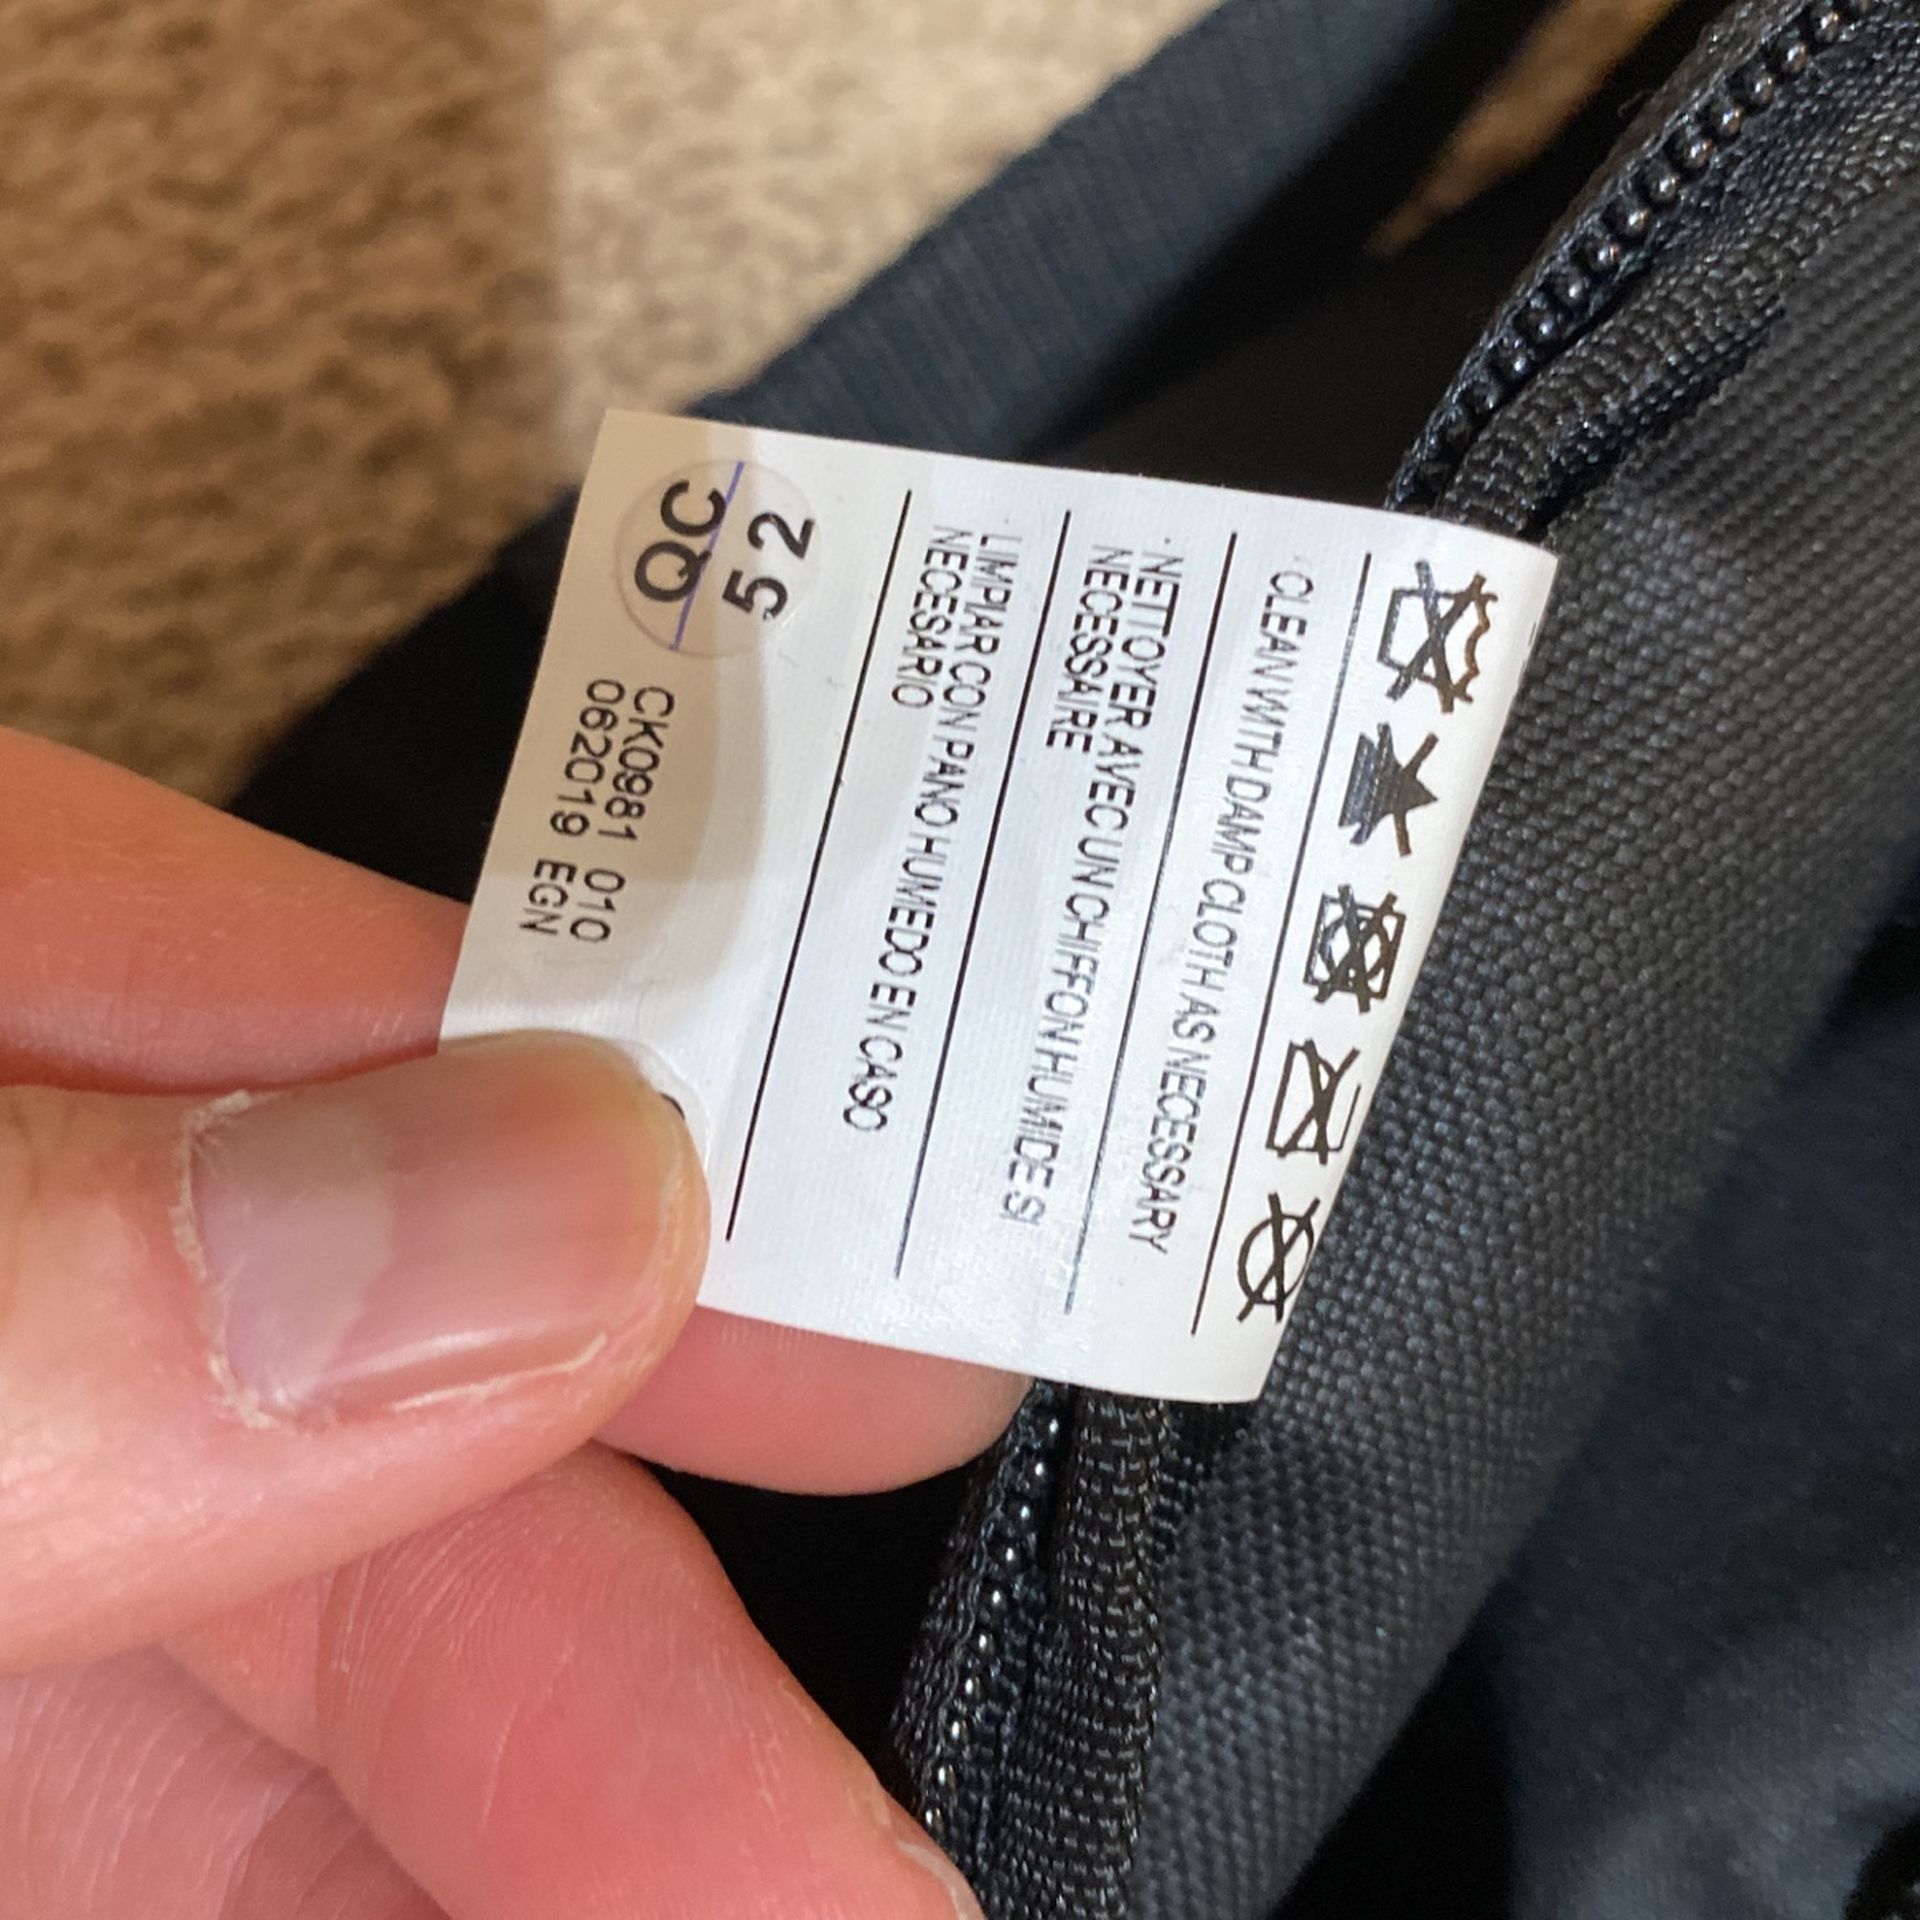 CLEAN WITH DAMP CLOTH AS NECESSARY
NETTOYER AVEC UN CHIFFON HUMIDE SI
NECESSAIRE
LIMPIAR CON PANO HUMEDO EN CASO
NECESARIO
QC
52
CK0981 010
062019 EGN